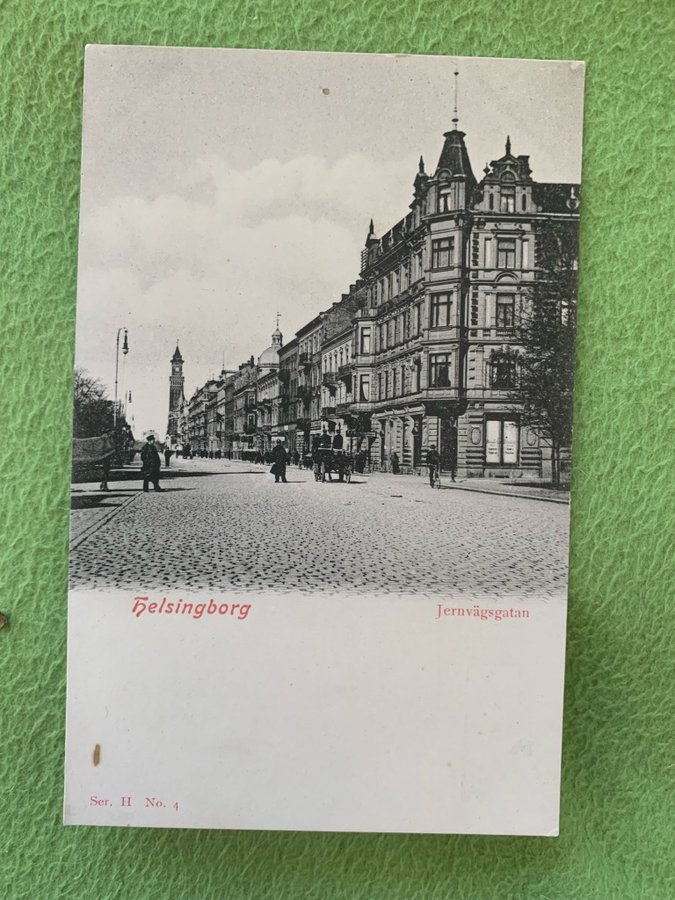 Helsingborg
Jernvägsgatan
Ser. II No. 4